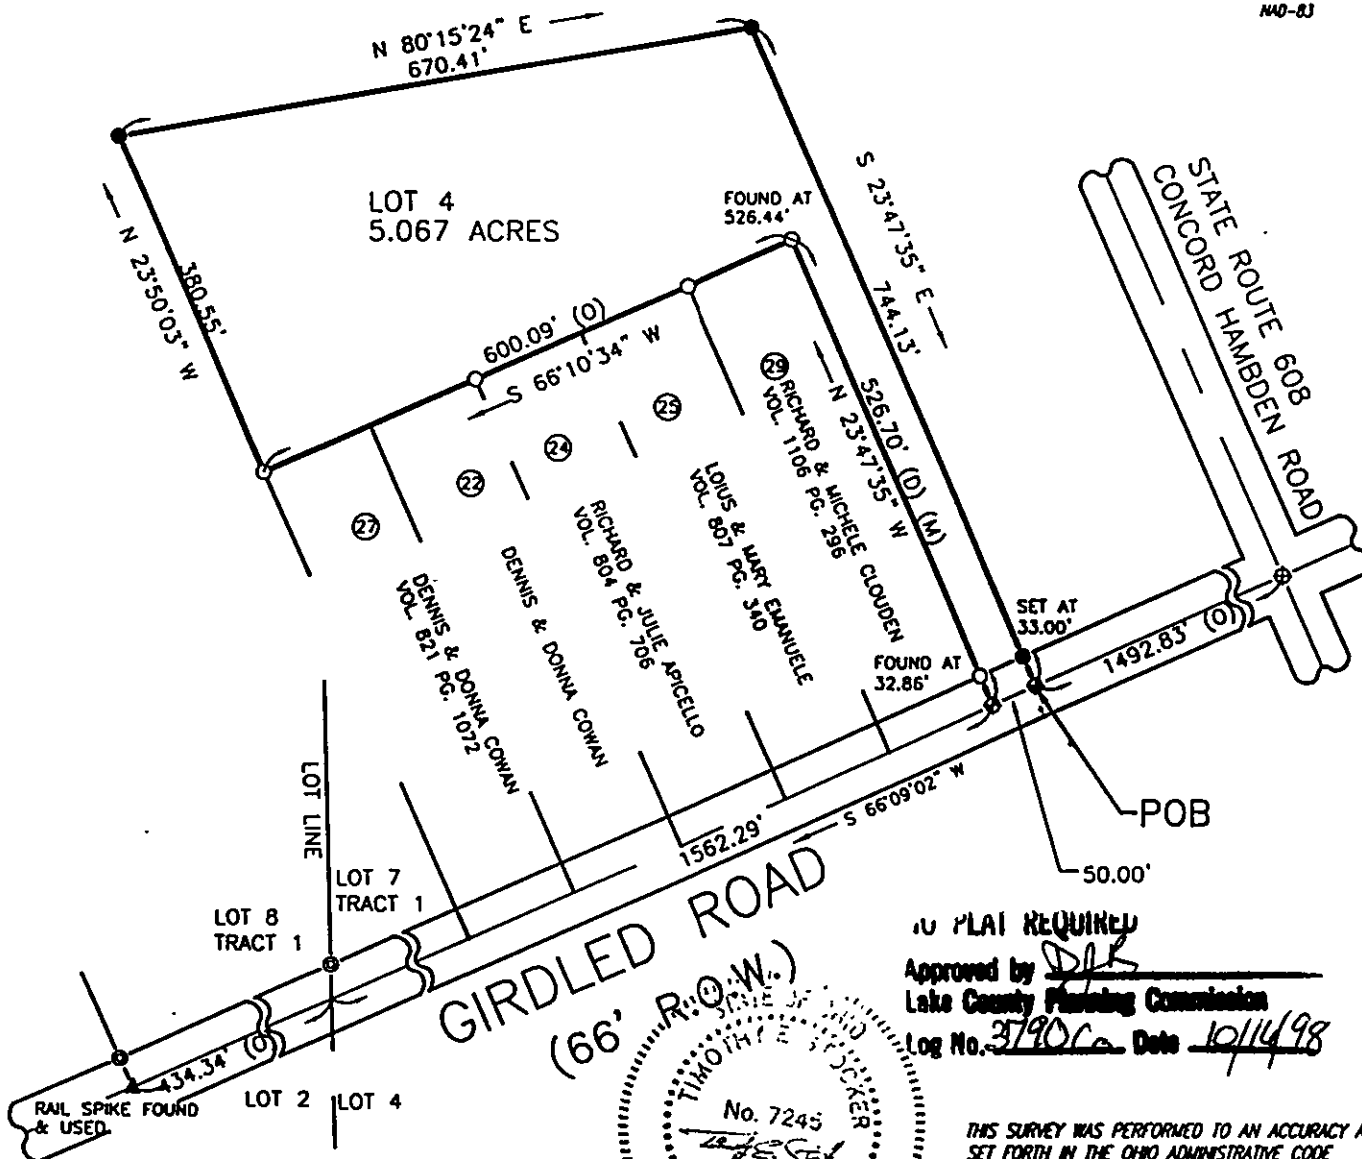 NAD-83
N 80°15'24" E
670.41'
LOT 4
5.067 ACRES
N 23°50'03" W
380.55'
FOUND AT
526.44'
S 23°47'35" E
744.13'
STATE ROUTE 608
CONCORD HAMBDEN ROAD
600.09' (O)
S 66°10'34" W
526.70' (D) (M)
N 23°47'35" W
29
RICHARD & MICHELE CLOUDEN
VOL. 1106 PG. 296
25
LOIUS & MARY EMANUELE
VOL. 807 PG. 340
24
RICHARD & JULIE APICELLO
VOL. 804 PG. 706
22
DENNIS & DONNA COWAN
27
DENNIS & DONNA COWAN
VOL. 821 PG. 1072
SET AT
33.00'
FOUND AT
32.86'
1492.83' (O)
POB
50.00'
S 66°09'02" W
1562.29'
LOT LINE
LOT 7
TRACT 1
LOT 8
TRACT 1
GIRDLED ROAD
(66' R.O.W.)
434.34' (O)
RAIL SPIKE FOUND
& USED
LOT 2
LOT 4
PLAT REQUIRED
Approved by
Lake County Planning Commission
Log No. Date 10/14/98
STATE OF OHIO
TIMOTHY E
No. 7245
THIS SURVEY WAS PERFORMED TO AN ACCURACY
SET FORTH IN THE OHIO ADMINISTRATIVE CODE